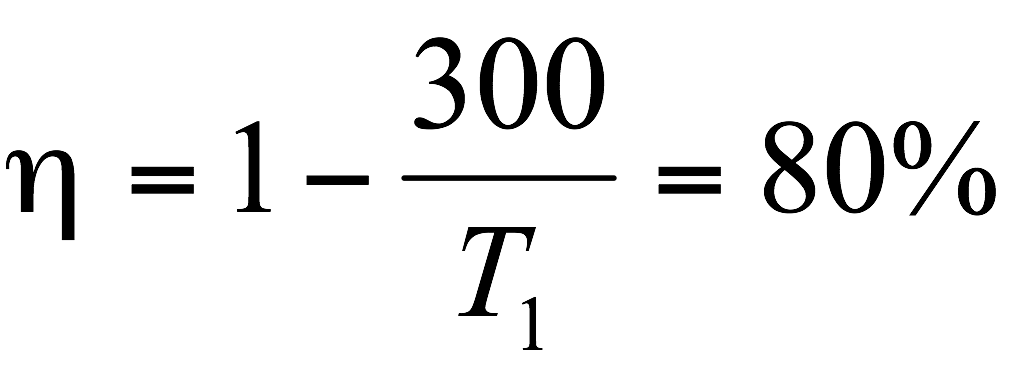 η = 1 − 300/T₁ = 80%